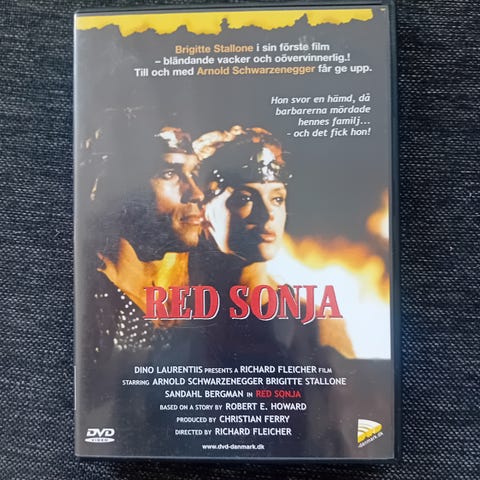 Brigitte Stallone i sin förste film
– bländande vacker och oövervinnerlig.!
Till och med Arnold Schwarzenegger får ge upp.
Hon svor en hämd, då
barbarerna mördade
hennes familj...
- och det fick hon!
RED SONJA
DINO LAURENTIIS PRESENTS A RICHARD FLEICHER FILM
STARRING ARNOLD SCHWARZENEGGER BRIGITTE STALLONE
SANDAHL BERGMAN IN RED SONJA
BASED ON A STORY BY ROBERT E. HOWARD
PRODUCED BY CHRISTIAN FERRY
DIRECTED BY RICHARD FLEICHER
DVD
VIDEO
www.dvd-danmark.dk
-danmark.dk